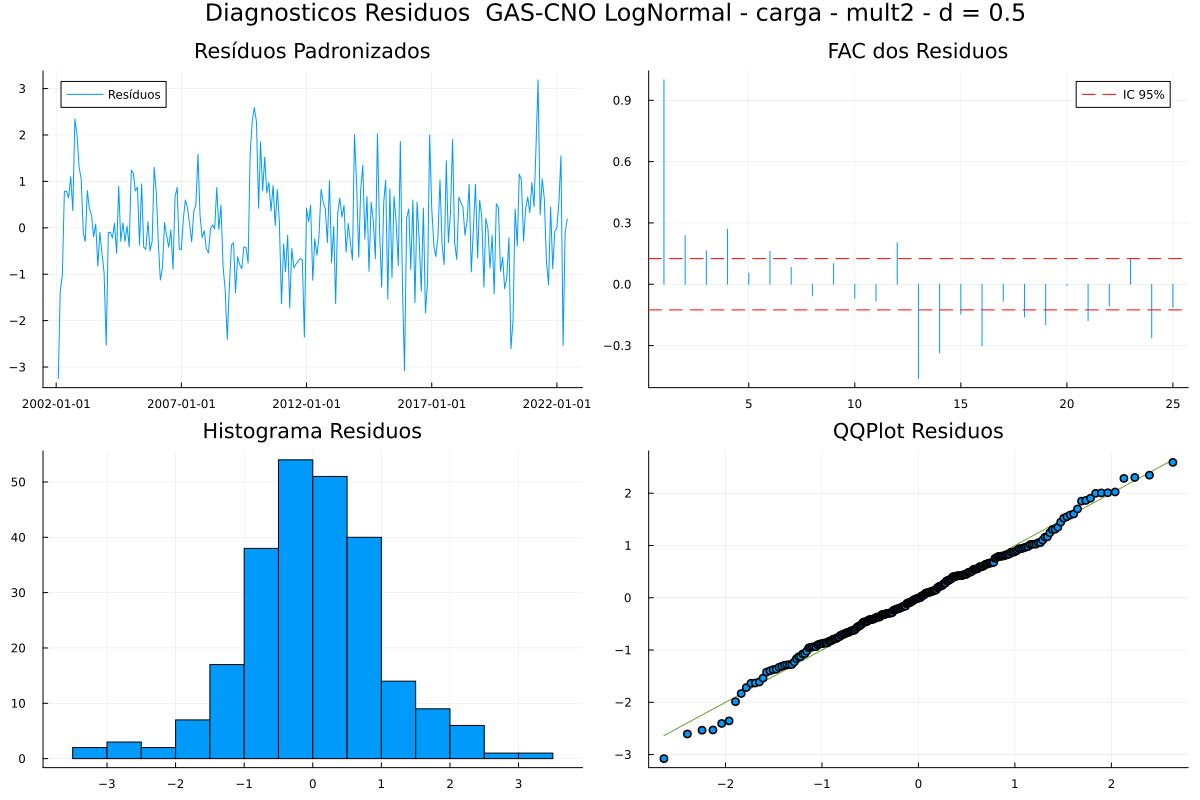 Diagnosticos Residuos  GAS-CNO LogNormal - carga - mult2 - d = 0.5
Resíduos Padronizados
Resíduos
3
2
1
0
−1
−2
−3
2002-01-01 2007-01-01 2012-01-01 2017-01-01 2022-01-01
FAC dos Residuos
IC 95%
0.9
0.6
0.3
0.0
−0.3
5 10 15 20 25
Histograma Residuos
50
40
30
20
10
0
−3 −2 −1 0 1 2 3
QQPlot Residuos
2
1
0
−1
−2
−3
−2 −1 0 1 2